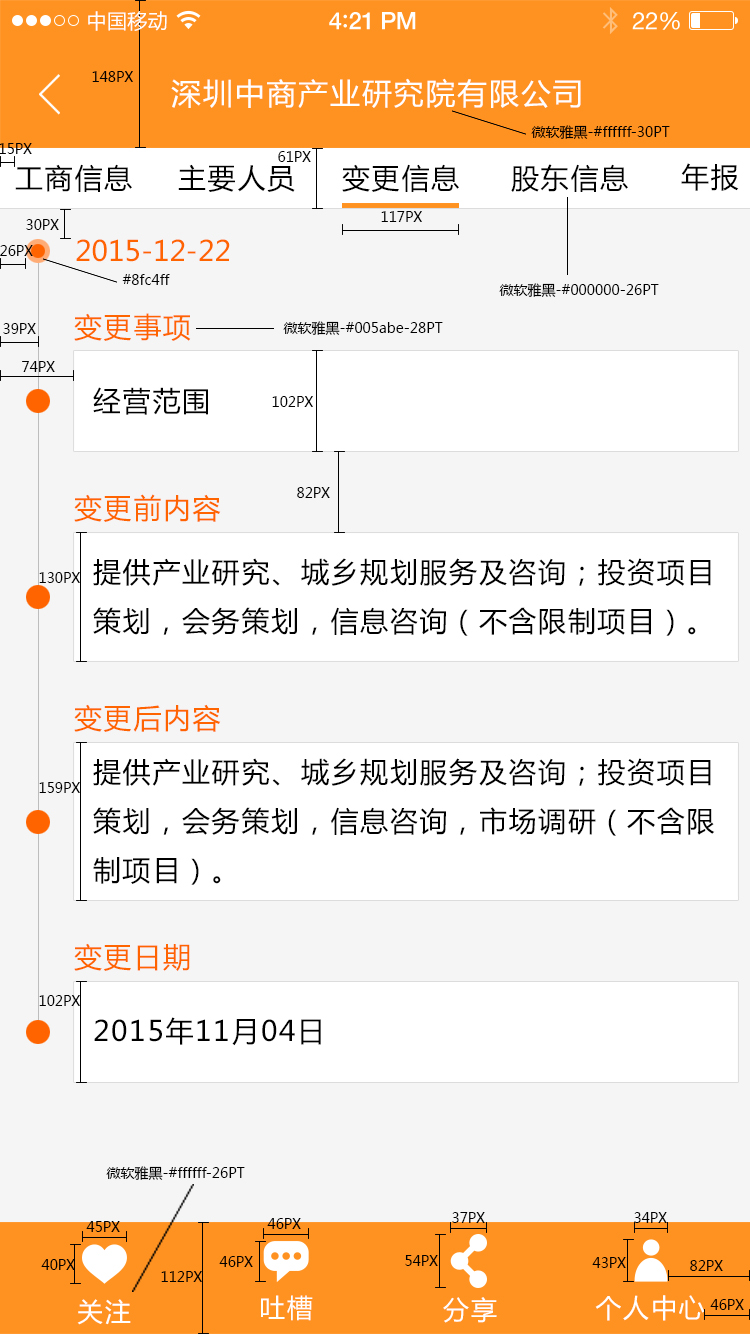 中国移动 4:21 PM 22%
148PX
深圳中商产业研究院有限公司
微软雅黑-#ffffff-30PT
15PX
61PX
工商信息 主要人员 变更信息 股东信息 年报
30PX
117PX
26PX
2015-12-22
#8fc4ff
微软雅黑-#000000-26PT
39PX
变更事项
微软雅黑-#005abe-28PT
74PX
经营范围
102PX
82PX
变更前内容
130PX
提供产业研究、城乡规划服务及咨询；投资项目
策划，会务策划，信息咨询（不含限制项目）。
变更后内容
159PX
提供产业研究、城乡规划服务及咨询；投资项目
策划，会务策划，信息咨询，市场调研（不含限
制项目）。
变更日期
102PX
2015年11月04日
微软雅黑-#ffffff-26PT
45PX
46PX
37PX
34PX
40PX
112PX
46PX
54PX
43PX
82PX
关注 吐槽 分享 个人中心
46PX